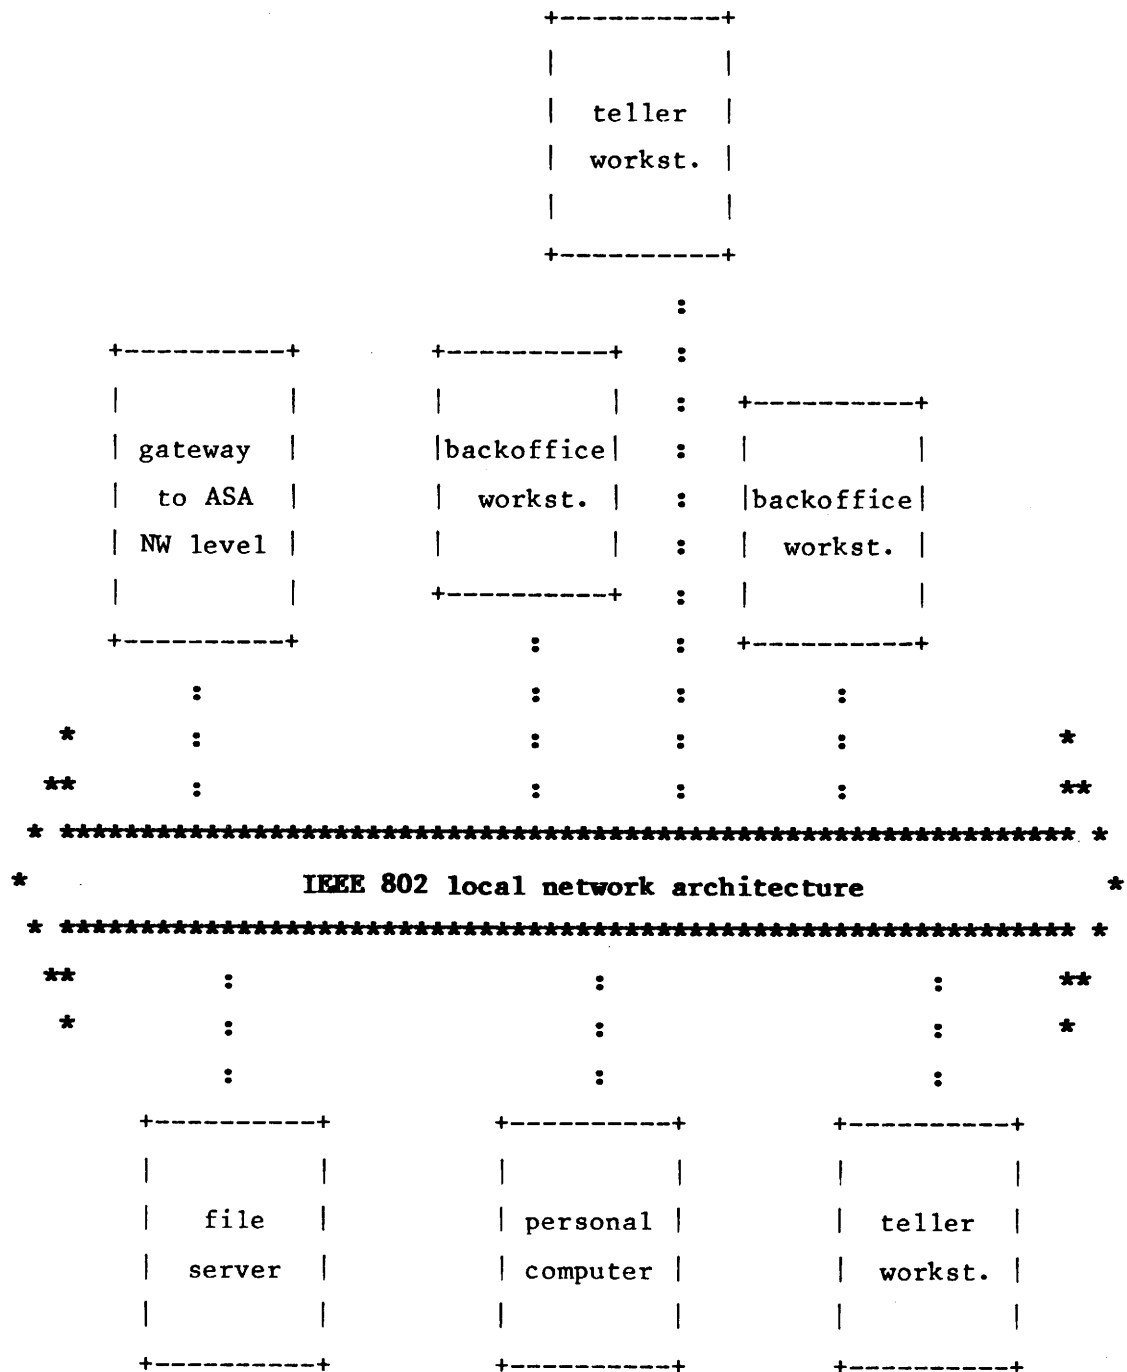 teller
workst.
gateway
to ASA
NW level
backoffice
workst.
backoffice
workst.
IEEE 802 local network architecture
file
server
personal
computer
teller
workst.